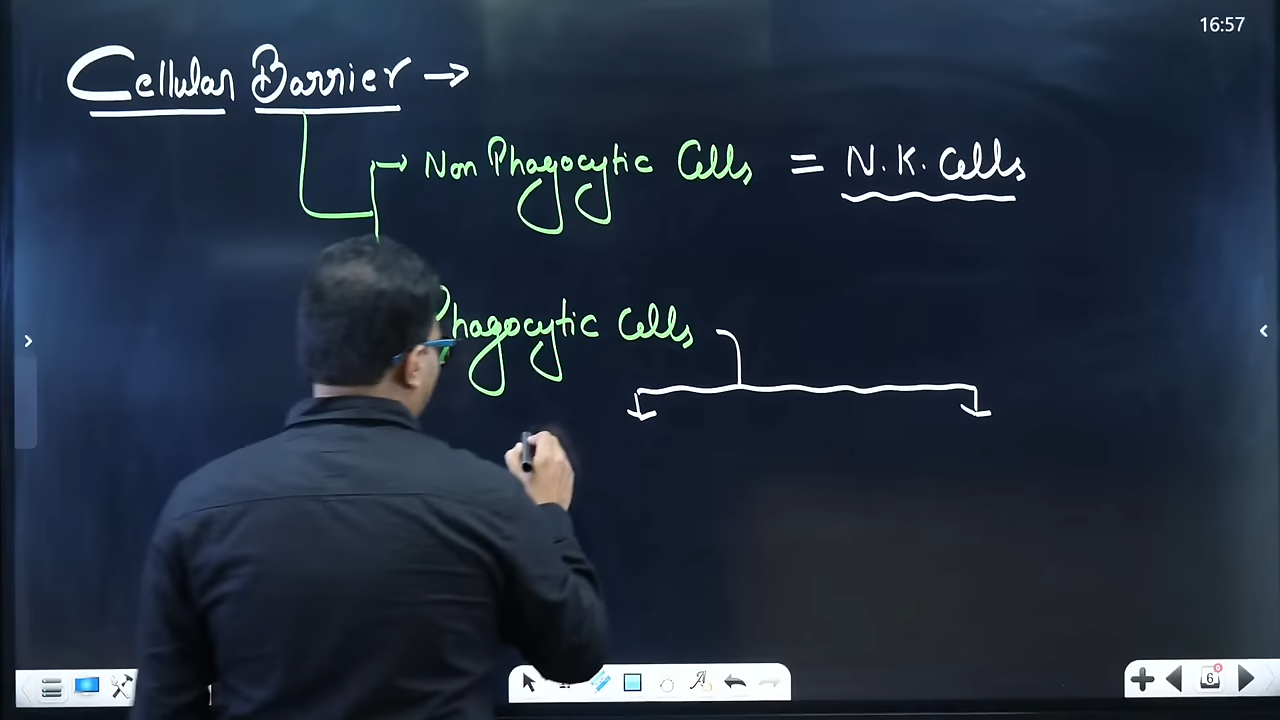 16:57
Cellular Barrier →
→ Non Phagocytic Cells = N.K. Cells
Phagocytic Cells
6